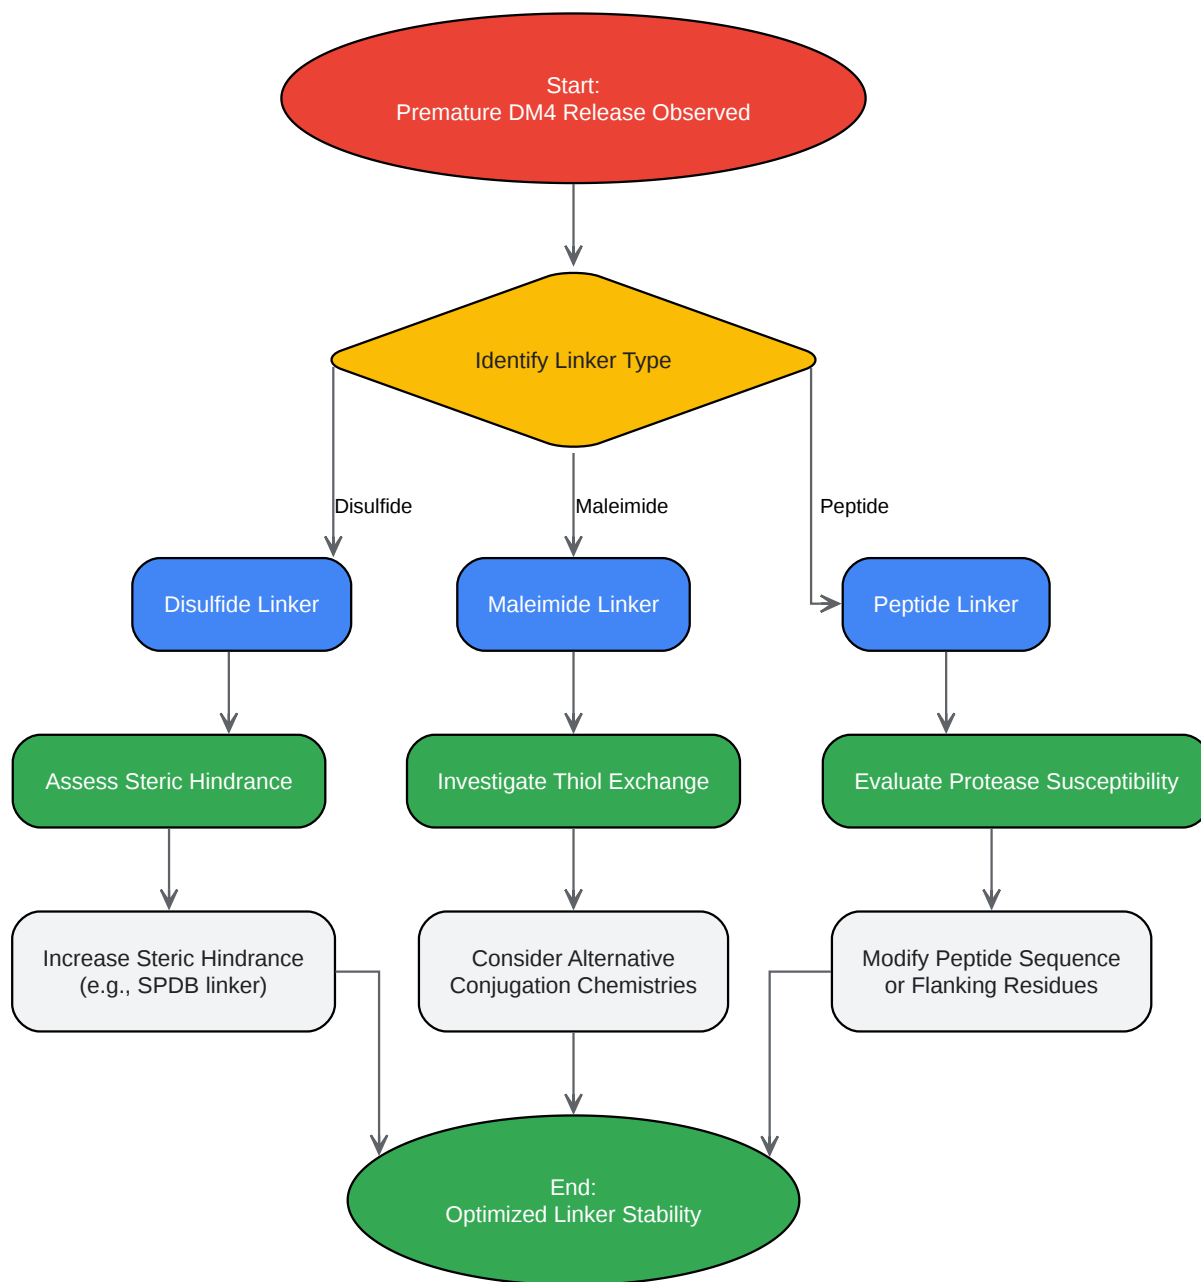 Start:
Premature DM4 Release Observed
Identify Linker Type
Disulfide
Maleimide
Peptide
Disulfide Linker
Maleimide Linker
Peptide Linker
Assess Steric Hindrance
Investigate Thiol Exchange
Evaluate Protease Susceptibility
Increase Steric Hindrance
(e.g., SPDB linker)
Consider Alternative
Conjugation Chemistries
Modify Peptide Sequence
or Flanking Residues
End:
Optimized Linker Stability